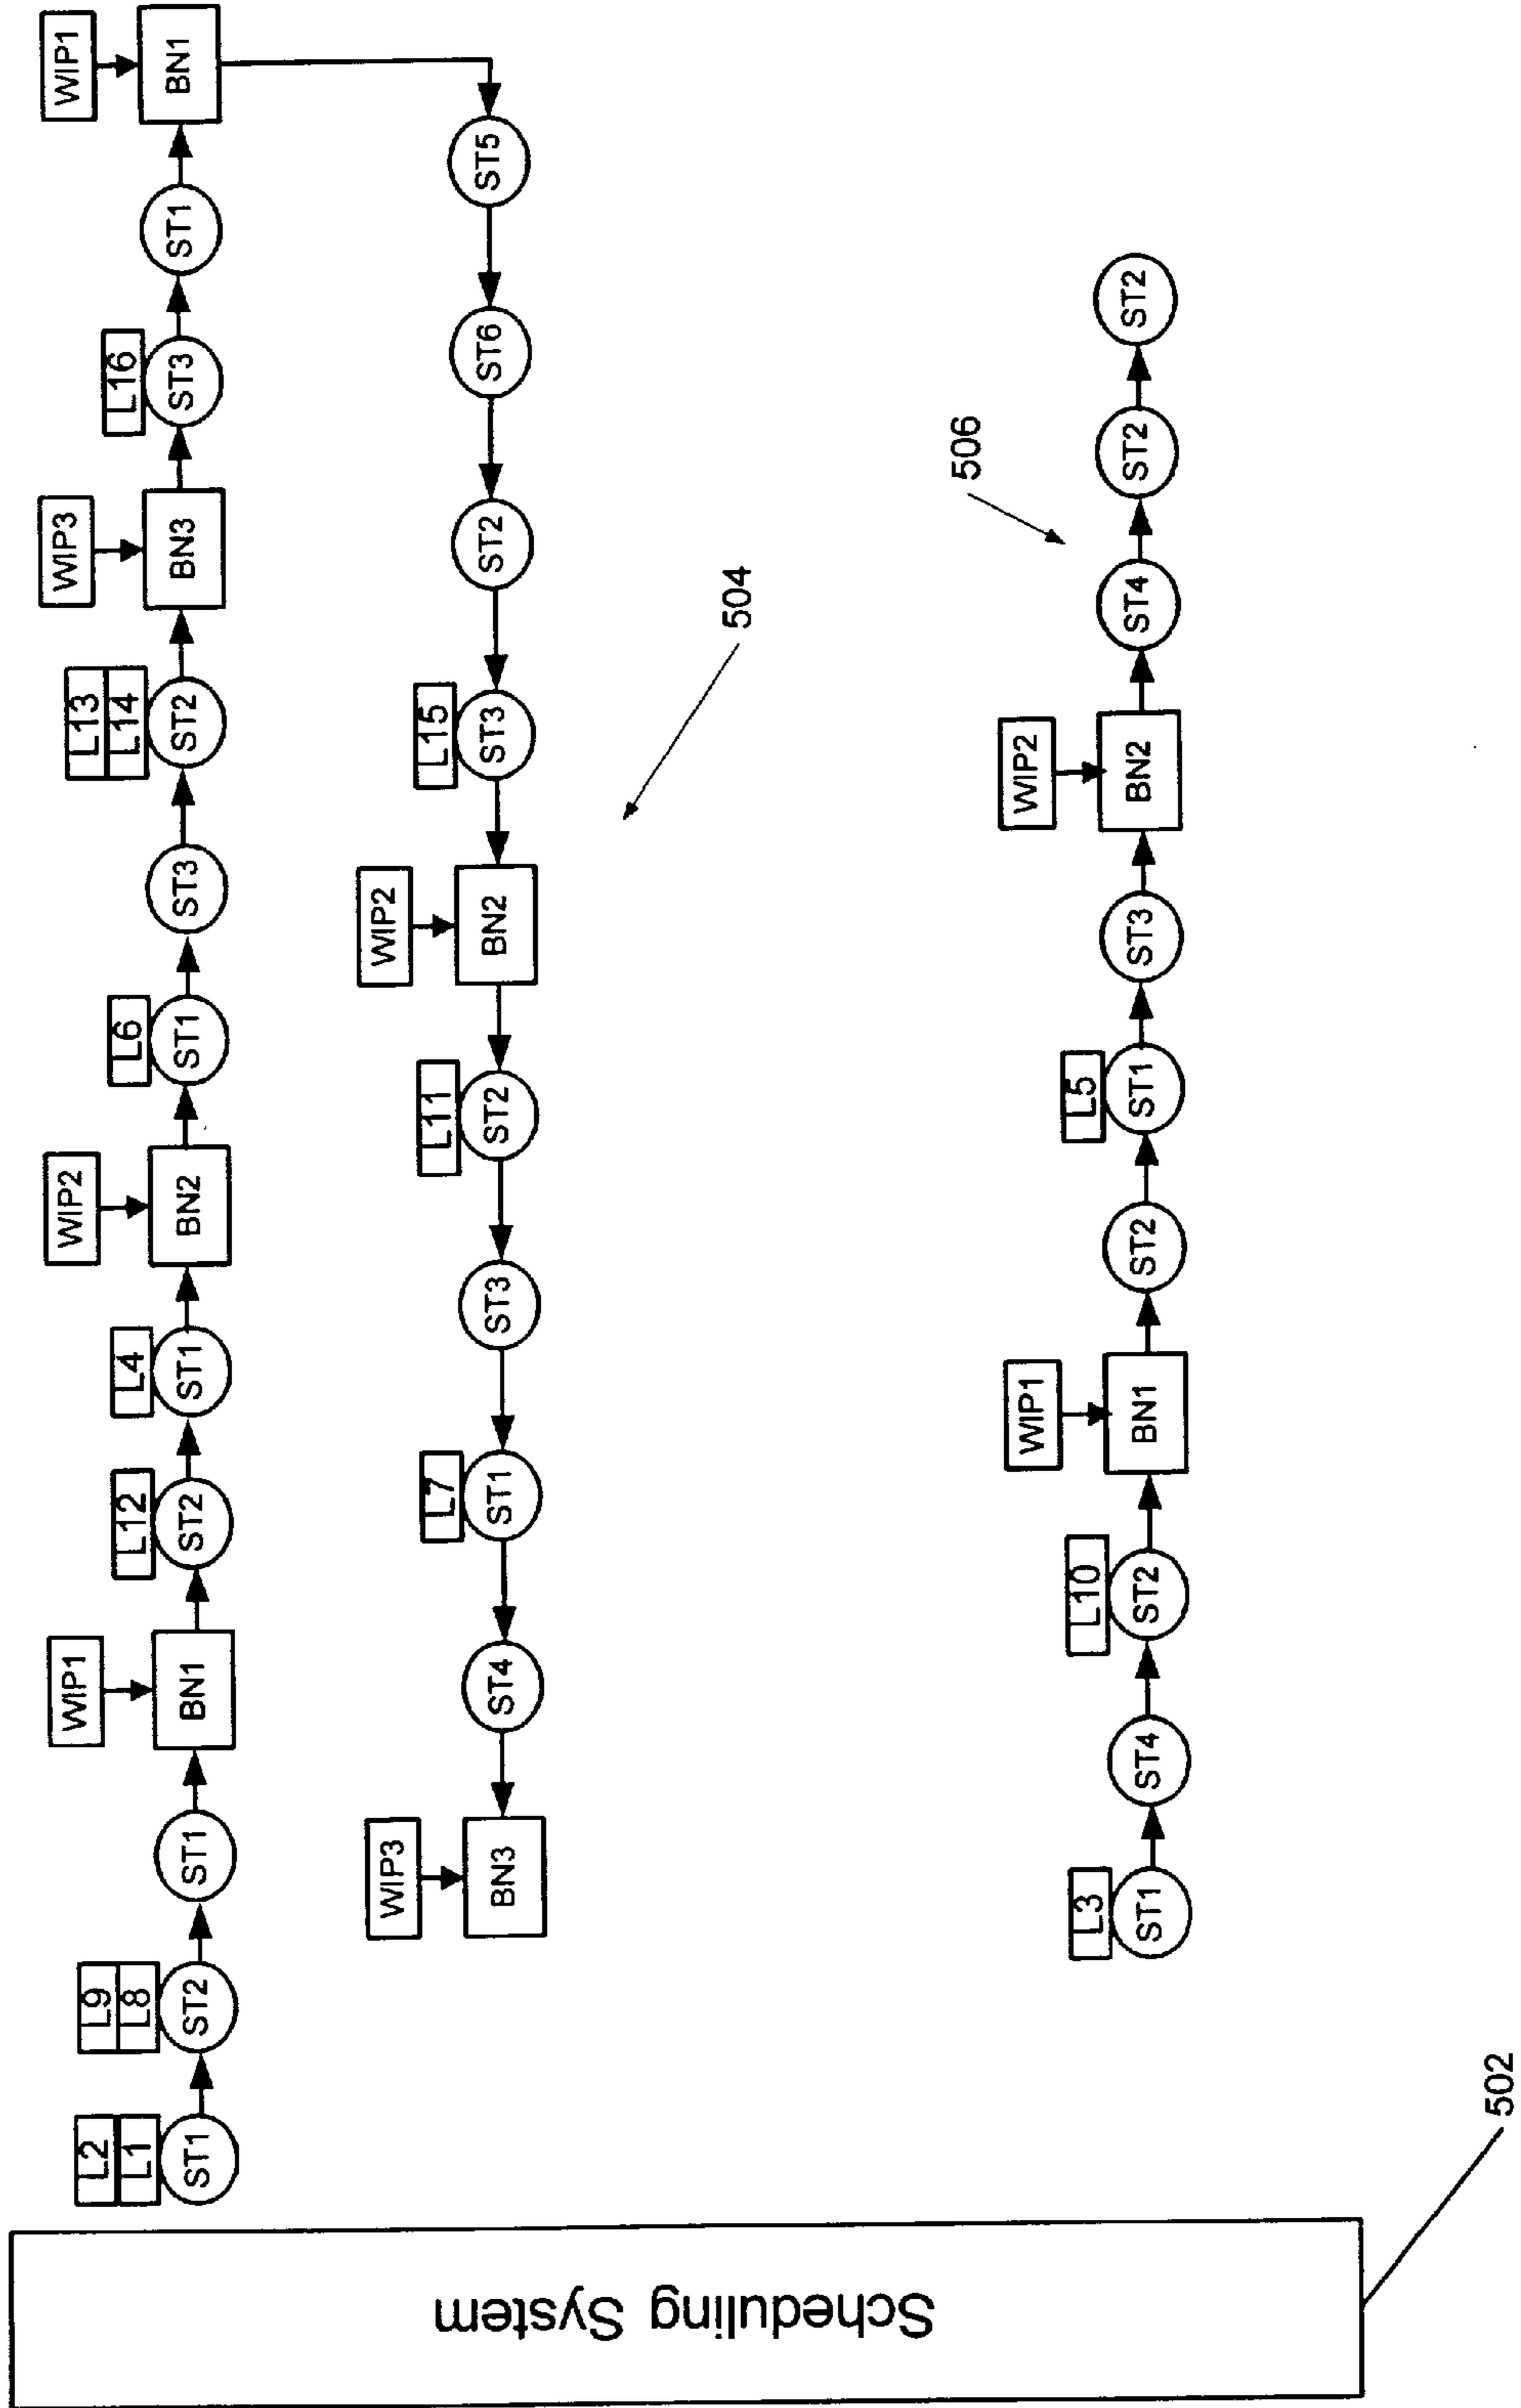 Scheduling System
WIP1 WIP2 WIP3 WIP1
L2 L9 L13
L1 L8 L12 L4 L6 L14 L16
ST1 ST2 ST1 BN1 ST2 ST1 BN2 ST1 ST3 ST2 BN3 ST3 ST1 BN1
WIP3 WIP2
L7 L11 L15
BN3 ST4 ST1 ST3 ST2 BN2 ST3 ST2 ST6 ST5
504
506
WIP1 WIP2
L3 L10 L5
ST1 ST4 ST2 BN1 ST2 ST1 ST3 BN2 ST4 ST2 ST2
502